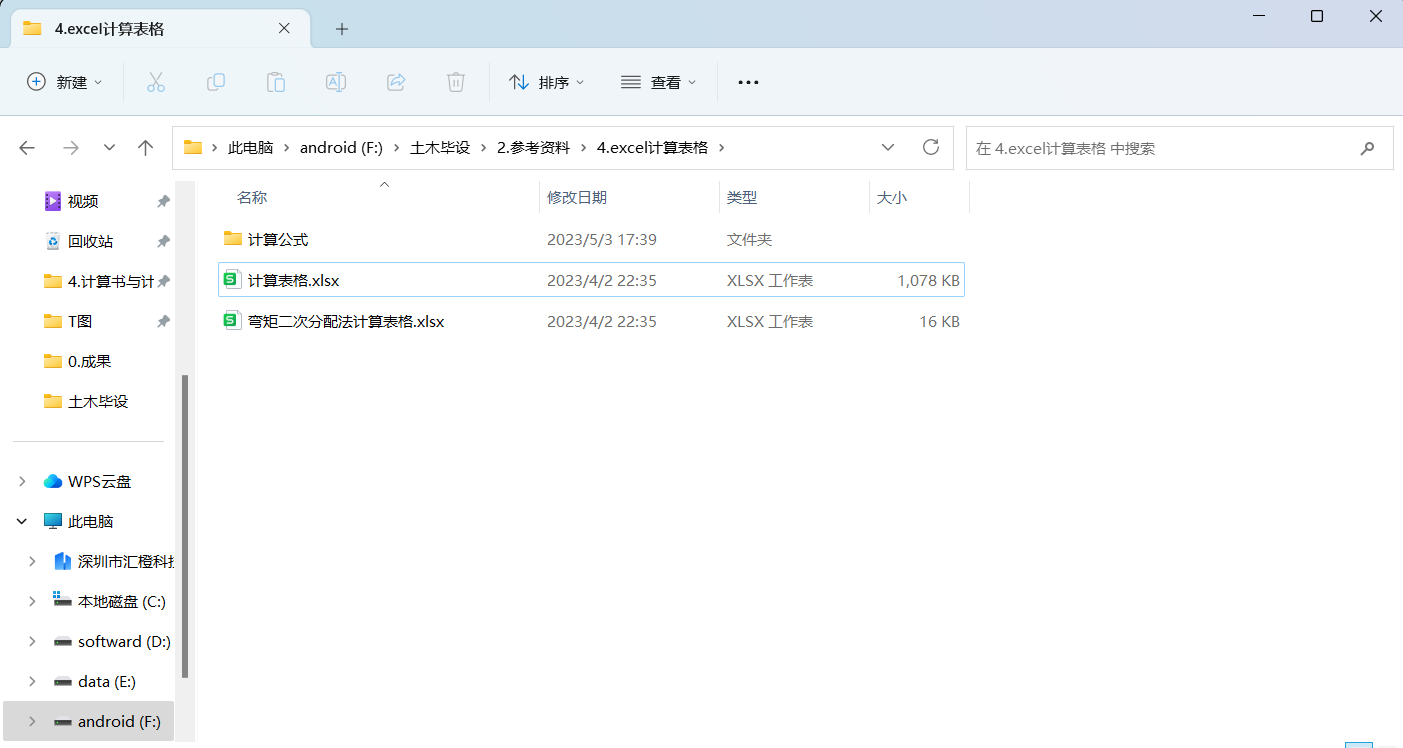 4.excel计算表格
新建 排序 查看
此电脑 android (F:) 土木毕设 2.参考资料 4.excel计算表格
在 4.excel计算表格 中搜索
视频
回收站
4.计算书与计
T图
0.成果
土木毕设
WPS云盘
此电脑
深圳市汇橙科技
本地磁盘 (C:)
softward (D:)
data (E:)
android (F:)
名称 修改日期 类型 大小
计算公式 2023/5/3 17:39 文件夹
计算表格.xlsx 2023/4/2 22:35 XLSX 工作表 1,078 KB
弯矩二次分配法计算表格.xlsx 2023/4/2 22:35 XLSX 工作表 16 KB